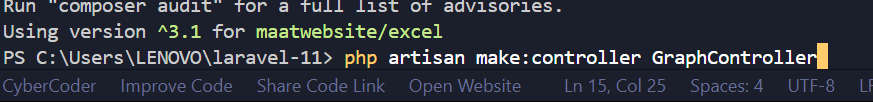 Run "composer audit" for a full list of advisories.
Using version ^3.1 for maatwebsite/excel
PS C:\Users\LENOVO\laravel-11> php artisan make:controller GraphController
CyberCoder Improve Code Share Code Link Open Website Ln 15, Col 25 Spaces: 4 UTF-8